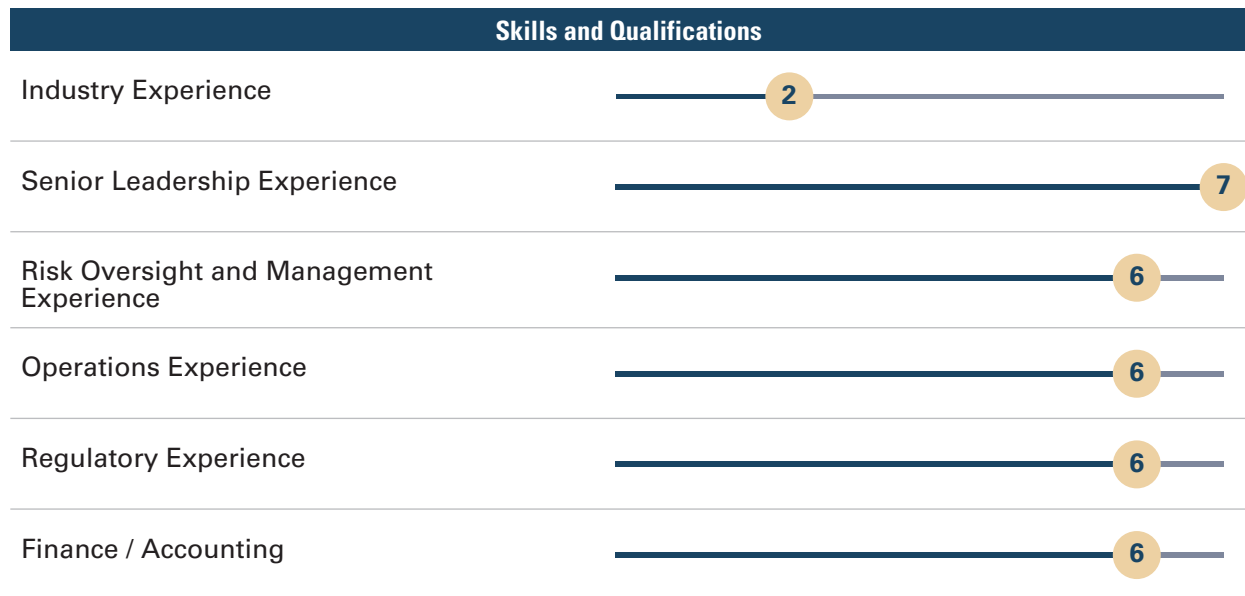 Skills and Qualifications
Industry Experience
2
Senior Leadership Experience
7
Risk Oversight and Management
Experience
6
Operations Experience
6
Regulatory Experience
6
Finance / Accounting
6